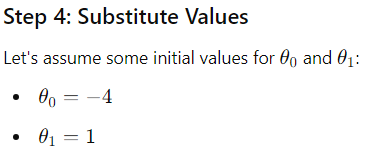 Step 4: Substitute Values
Let's assume some initial values for θ₀ and θ₁:
• θ₀ = −4
• θ₁ = 1